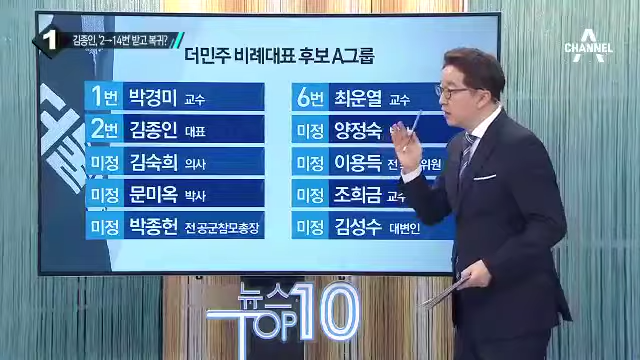 1
김종인, '2→14번' 받고 복귀?
CHANNEL A
더민주 비례대표 후보 A그룹
1번 박경미 교수
2번 김종인 대표
미정 김숙희 의사
미정 문미옥 박사
미정 박종헌 전 공군참모총장
6번 최운열 교수
미정 양정숙
미정 이용득 전
위원
미정 조희금 교수
미정 김성수 대변인
뉴스
TOP10